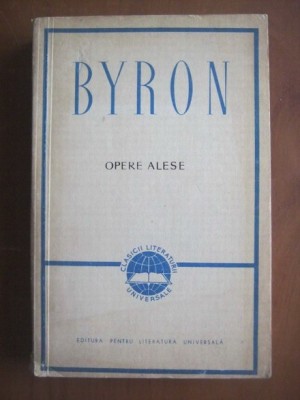 BYRON
OPERE ALESE
CLASICII LITERATURII
UNIVERSALE
EDITURA PENTRU LITERATURA UNIVERSALĂ